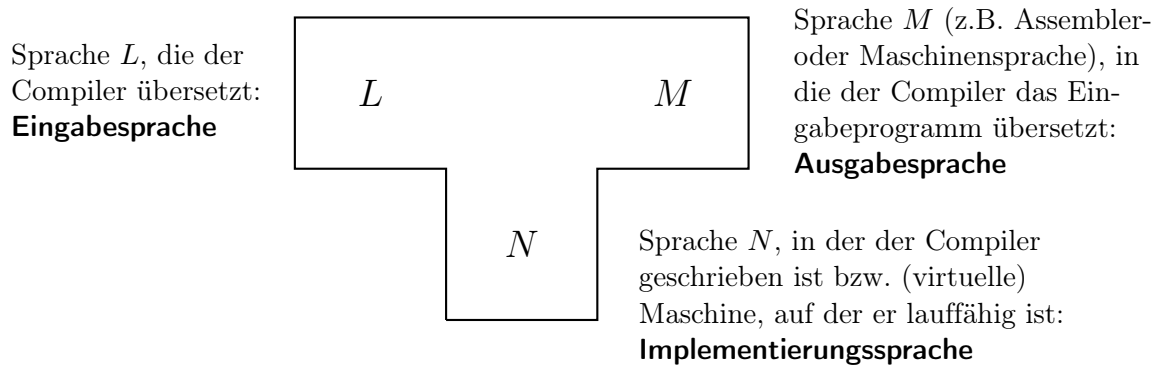 Sprache L, die der
Compiler übersetzt:
Eingabesprache
L
M
Sprache M (z.B. Assembler-
oder Maschinensprache), in
die der Compiler das Ein-
gabeprogramm übersetzt:
Ausgabesprache
N
Sprache N, in der der Compiler
geschrieben ist bzw. (virtuelle)
Maschine, auf der er lauffähig ist:
Implementierungssprache